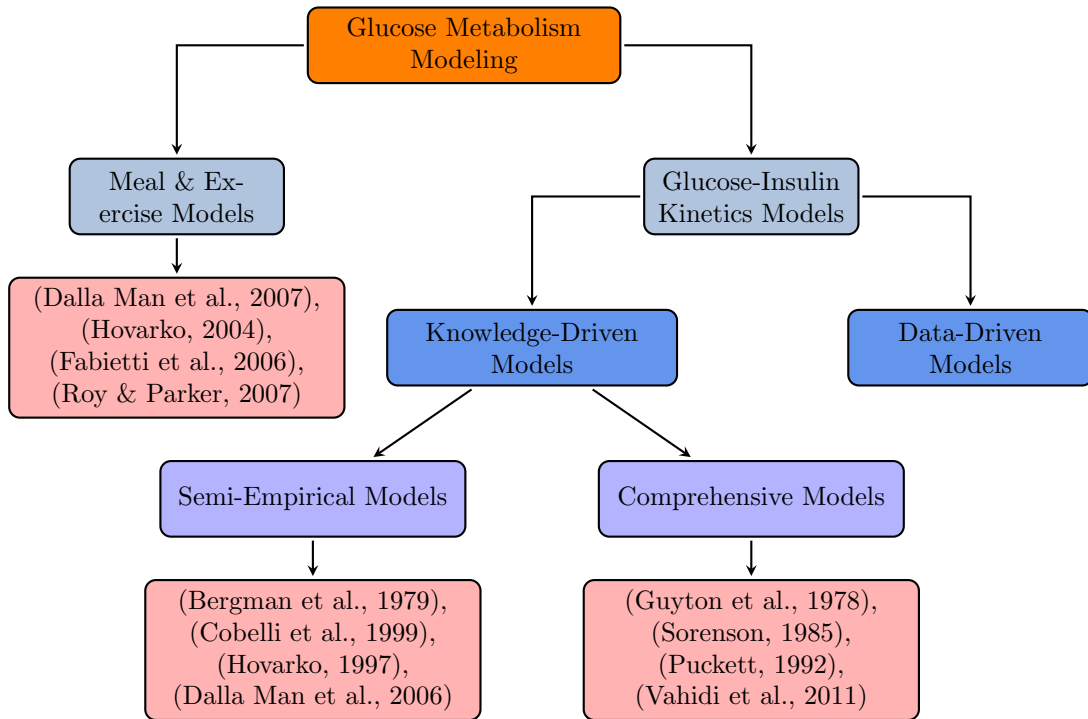 Glucose Metabolism
Modeling
Meal & Ex-
ercise Models
Glucose-Insulin
Kinetics Models
(Dalla Man et al., 2007),
(Hovarko, 2004),
(Fabietti et al., 2006),
(Roy & Parker, 2007)
Knowledge-Driven
Models
Data-Driven
Models
Semi-Empirical Models
Comprehensive Models
(Bergman et al., 1979),
(Cobelli et al., 1999),
(Hovarko, 1997),
(Dalla Man et al., 2006)
(Guyton et al., 1978),
(Sorenson, 1985),
(Puckett, 1992),
(Vahidi et al., 2011)